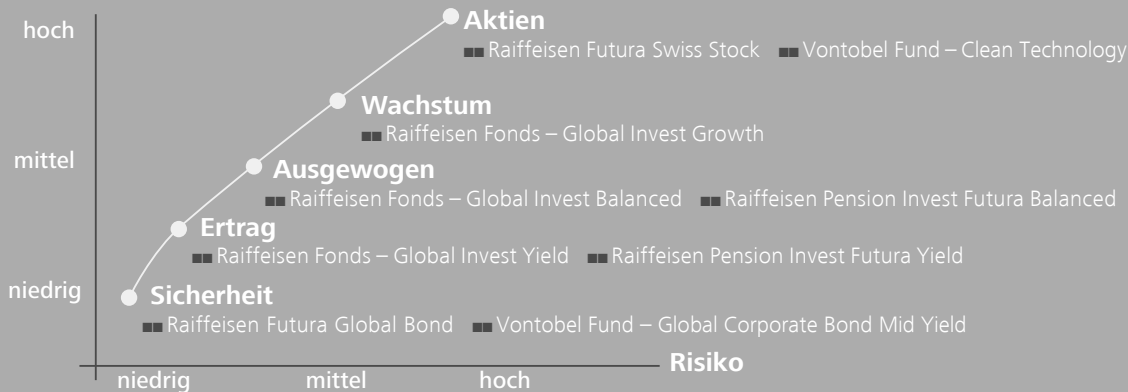 hoch
Aktien
Raiffeisen Futura Swiss Stock Vontobel Fund – Clean Technology
Wachstum
Raiffeisen Fonds – Global Invest Growth
mittel
Ausgewogen
Raiffeisen Fonds – Global Invest Balanced Raiffeisen Pension Invest Futura Balanced
Ertrag
Raiffeisen Fonds – Global Invest Yield Raiffeisen Pension Invest Futura Yield
niedrig
Sicherheit
Raiffeisen Futura Global Bond Vontobel Fund – Global Corporate Bond Mid Yield
Risiko
niedrig mittel hoch